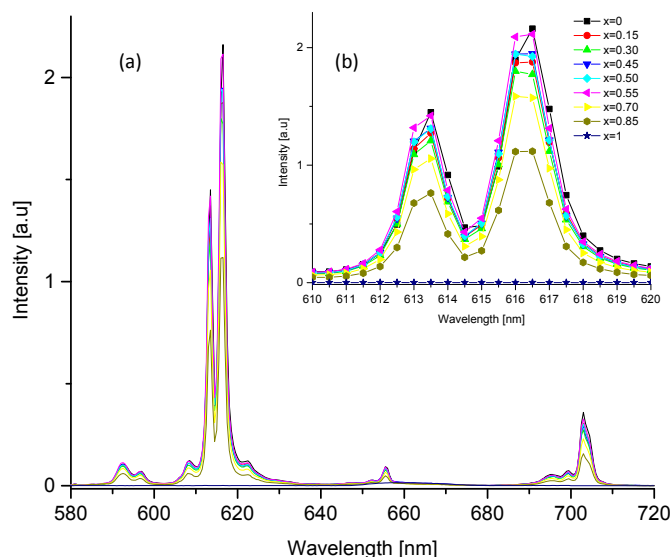 (a)
(b)
x=0
x=0.15
x=0.30
x=0.45
x=0.50
x=0.55
x=0.70
x=0.85
x=1
Intensity [a.u]
2
1
0
610 611 612 613 614 615 616 617 618 619 620
Wavelength [nm]
Intensity [a.u]
2
1
0
580 600 620 640 660 680 700 720
Wavelength [nm]